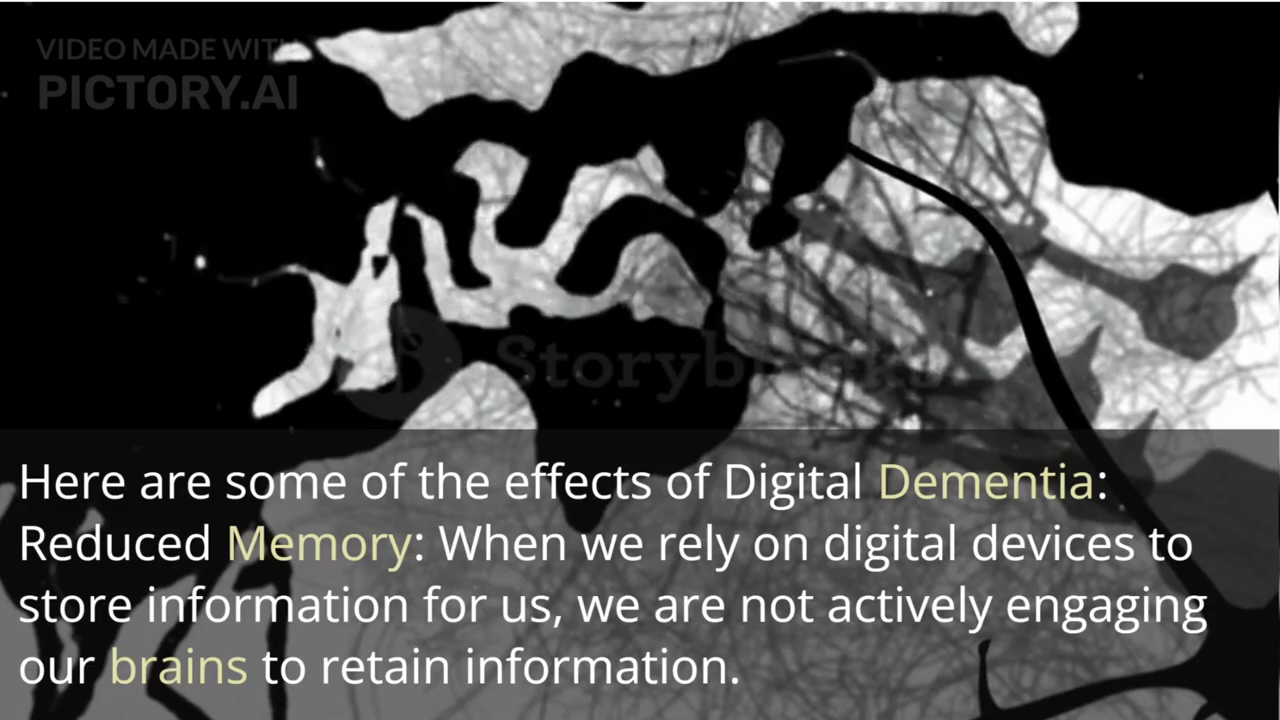 VIDEO MADE WITH
PICTORY.AI
Storyblocks
Here are some of the effects of Digital Dementia:
Reduced Memory: When we rely on digital devices to
store information for us, we are not actively engaging
our brains to retain information.